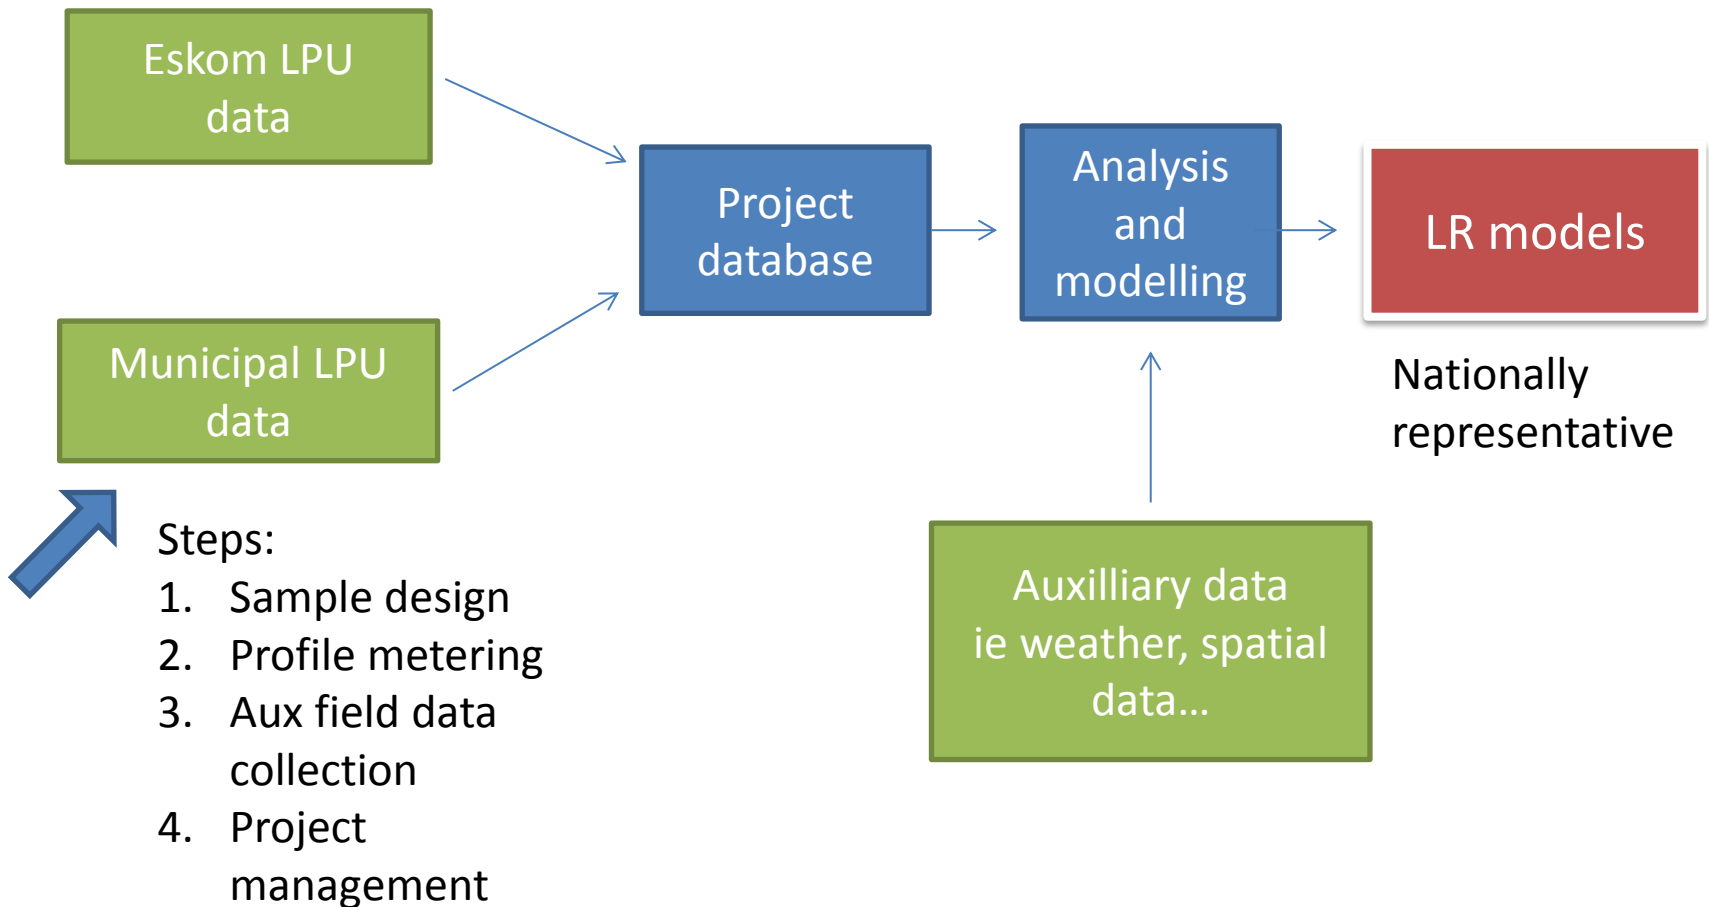 Eskom LPU
data
Municipal LPU
data
Steps:
1. Sample design
2. Profile metering
3. Aux field data
collection
4. Project
management
Project
database
Analysis
and
modelling
Auxilliary data
ie weather, spatial
data...
LR models
Nationally
representative